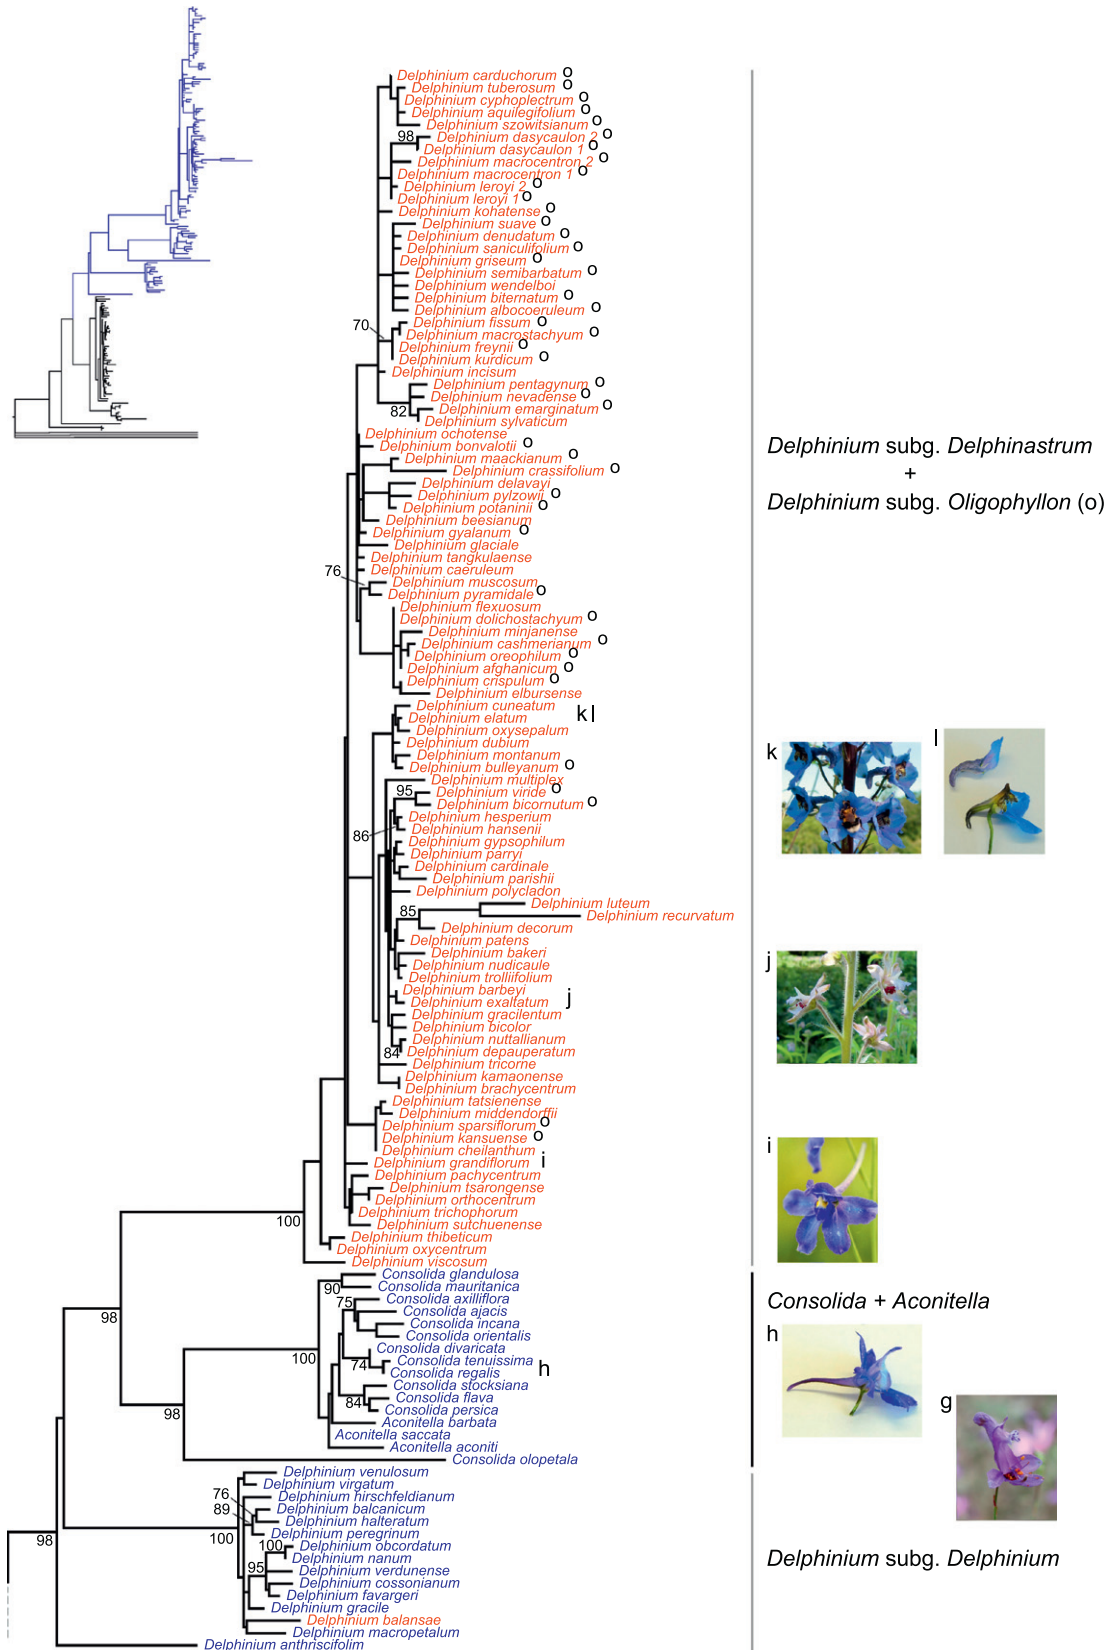 Delphinium carduchorum o
Delphinium tuberosum o
Delphinium cyphoplectrum o
Delphinium aquilegifolium o
Delphinium szowitsianum o
98
Delphinium dasycaulon 2 o
Delphinium dasycaulon 1 o
Delphinium macrocentron 2 o
Delphinium macrocentron 1 o
Delphinium leroyi 2 o
Delphinium leroyi 1 o
Delphinium kohatense o
Delphinium suave o
Delphinium denudatum o
Delphinium saniculifolium o
Delphinium griseum o
Delphinium semibarbatum o
Delphinium wendelboi
Delphinium biternatum o
Delphinium albocoeruleum o
70
Delphinium fissum o
Delphinium macrostachyum o
Delphinium freynii o
Delphinium kurdicum o
Delphinium incisum
Delphinium pentagynum o
Delphinium nevadense o
82
Delphinium emarginatum o
Delphinium sylvaticum
Delphinium ochotense
Delphinium bonvalotii o
Delphinium maackianum o
Delphinium crassifolium o
Delphinium delavayi
Delphinium pylzowii o
Delphinium potaninii o
Delphinium beesianum
Delphinium gyalanum o
Delphinium glaciale
Delphinium tangkulaense
Delphinium caeruleum
76
Delphinium muscosum
Delphinium pyramidale o
Delphinium flexuosum
Delphinium dolichostachyum o
Delphinium minjanense
Delphinium cashmerianum o
Delphinium oreophilum o
Delphinium afghanicum o
Delphinium crispulum o
Delphinium elbursense
Delphinium cuneatum
Delphinium elatum k l
Delphinium oxysepalum
Delphinium dubium
Delphinium montanum
Delphinium bulleyanum o
Delphinium multiplex
95
Delphinium viride o
Delphinium bicornutum o
Delphinium hesperium
86
Delphinium hansenii
Delphinium gypsophilum
Delphinium parryi
Delphinium cardinale
Delphinium parishii
Delphinium polycladon
Delphinium luteum
85
Delphinium recurvatum
Delphinium decorum
Delphinium patens
Delphinium bakeri
Delphinium nudicaule
Delphinium trolliifolium
Delphinium barbeyi
Delphinium exaltatum j
Delphinium gracilentum
Delphinium bicolor
Delphinium nuttallianum
84
Delphinium depauperatum
Delphinium tricorne
Delphinium kamaonense
Delphinium brachycentrum
Delphinium tatsienense
Delphinium middendorffii
Delphinium sparsiflorum o
Delphinium kansuense o
Delphinium cheilanthum
Delphinium grandiflorum i
Delphinium pachycentrum
Delphinium tsarongense
Delphinium orthocentrum
Delphinium trichophorum
Delphinium sutchuenense
100
Delphinium thibeticum
Delphinium oxycentrum
Delphinium viscosum
Consolida glandulosa
90
Consolida mauritanica
75
Consolida axilliflora
Consolida ajacis
98
Consolida incana
Consolida orientalis
Consolida divaricata
100
74
Consolida tenuissima
Consolida regalis h
Consolida stocksiana
84
Consolida flava
Consolida persica
98
Aconitella barbata
Aconitella saccata
Aconitella aconiti
Consolida olopetala
Delphinium venulosum
Delphinium virgatum
76
Delphinium hirschfeldianum
89
Delphinium balcanicum
Delphinium halteratum
Delphinium peregrinum
98
100
100
Delphinium obcordatum
Delphinium nanum
95
Delphinium verdunense
Delphinium cossonianum
Delphinium favargeri
Delphinium gracile
Delphinium balansae
Delphinium macropetalum
Delphinium anthriscifolim
Delphinium subg. Delphinastrum
+
Delphinium subg. Oligophyllon (o)
k
l
j
i
Consolida + Aconitella
h
g
Delphinium subg. Delphinium